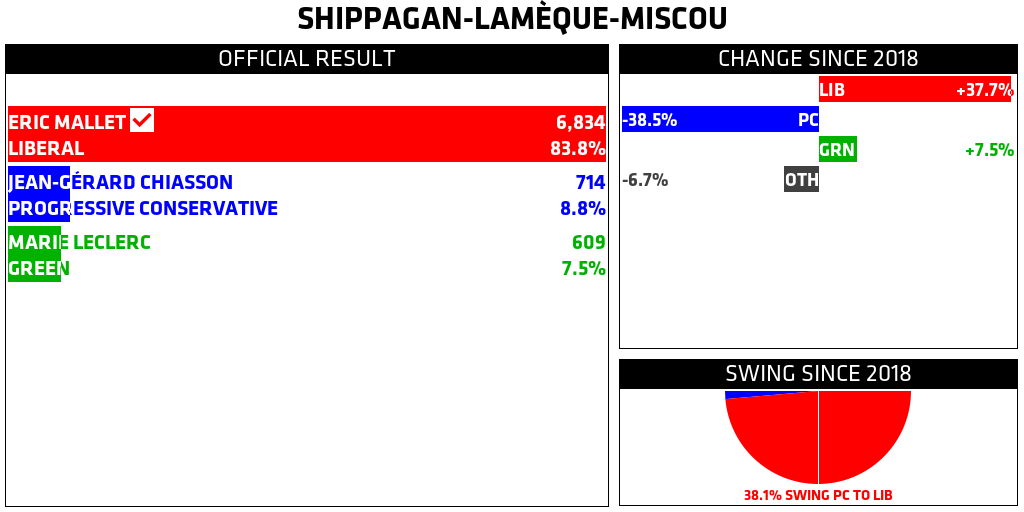 SHIPPAGAN-LAMÈQUE-MISCOU
OFFICIAL RESULT
ERIC MALLET 6,834
LIBERAL 83.8%
JEAN-GÉRARD CHIASSON 714
PROGRESSIVE CONSERVATIVE 8.8%
MARIE LECLERC 609
GREEN 7.5%
CHANGE SINCE 2018
LIB +37.7%
-38.5% PC
GRN +7.5%
-6.7% OTH
SWING SINCE 2018
38.1% SWING PC TO LIB